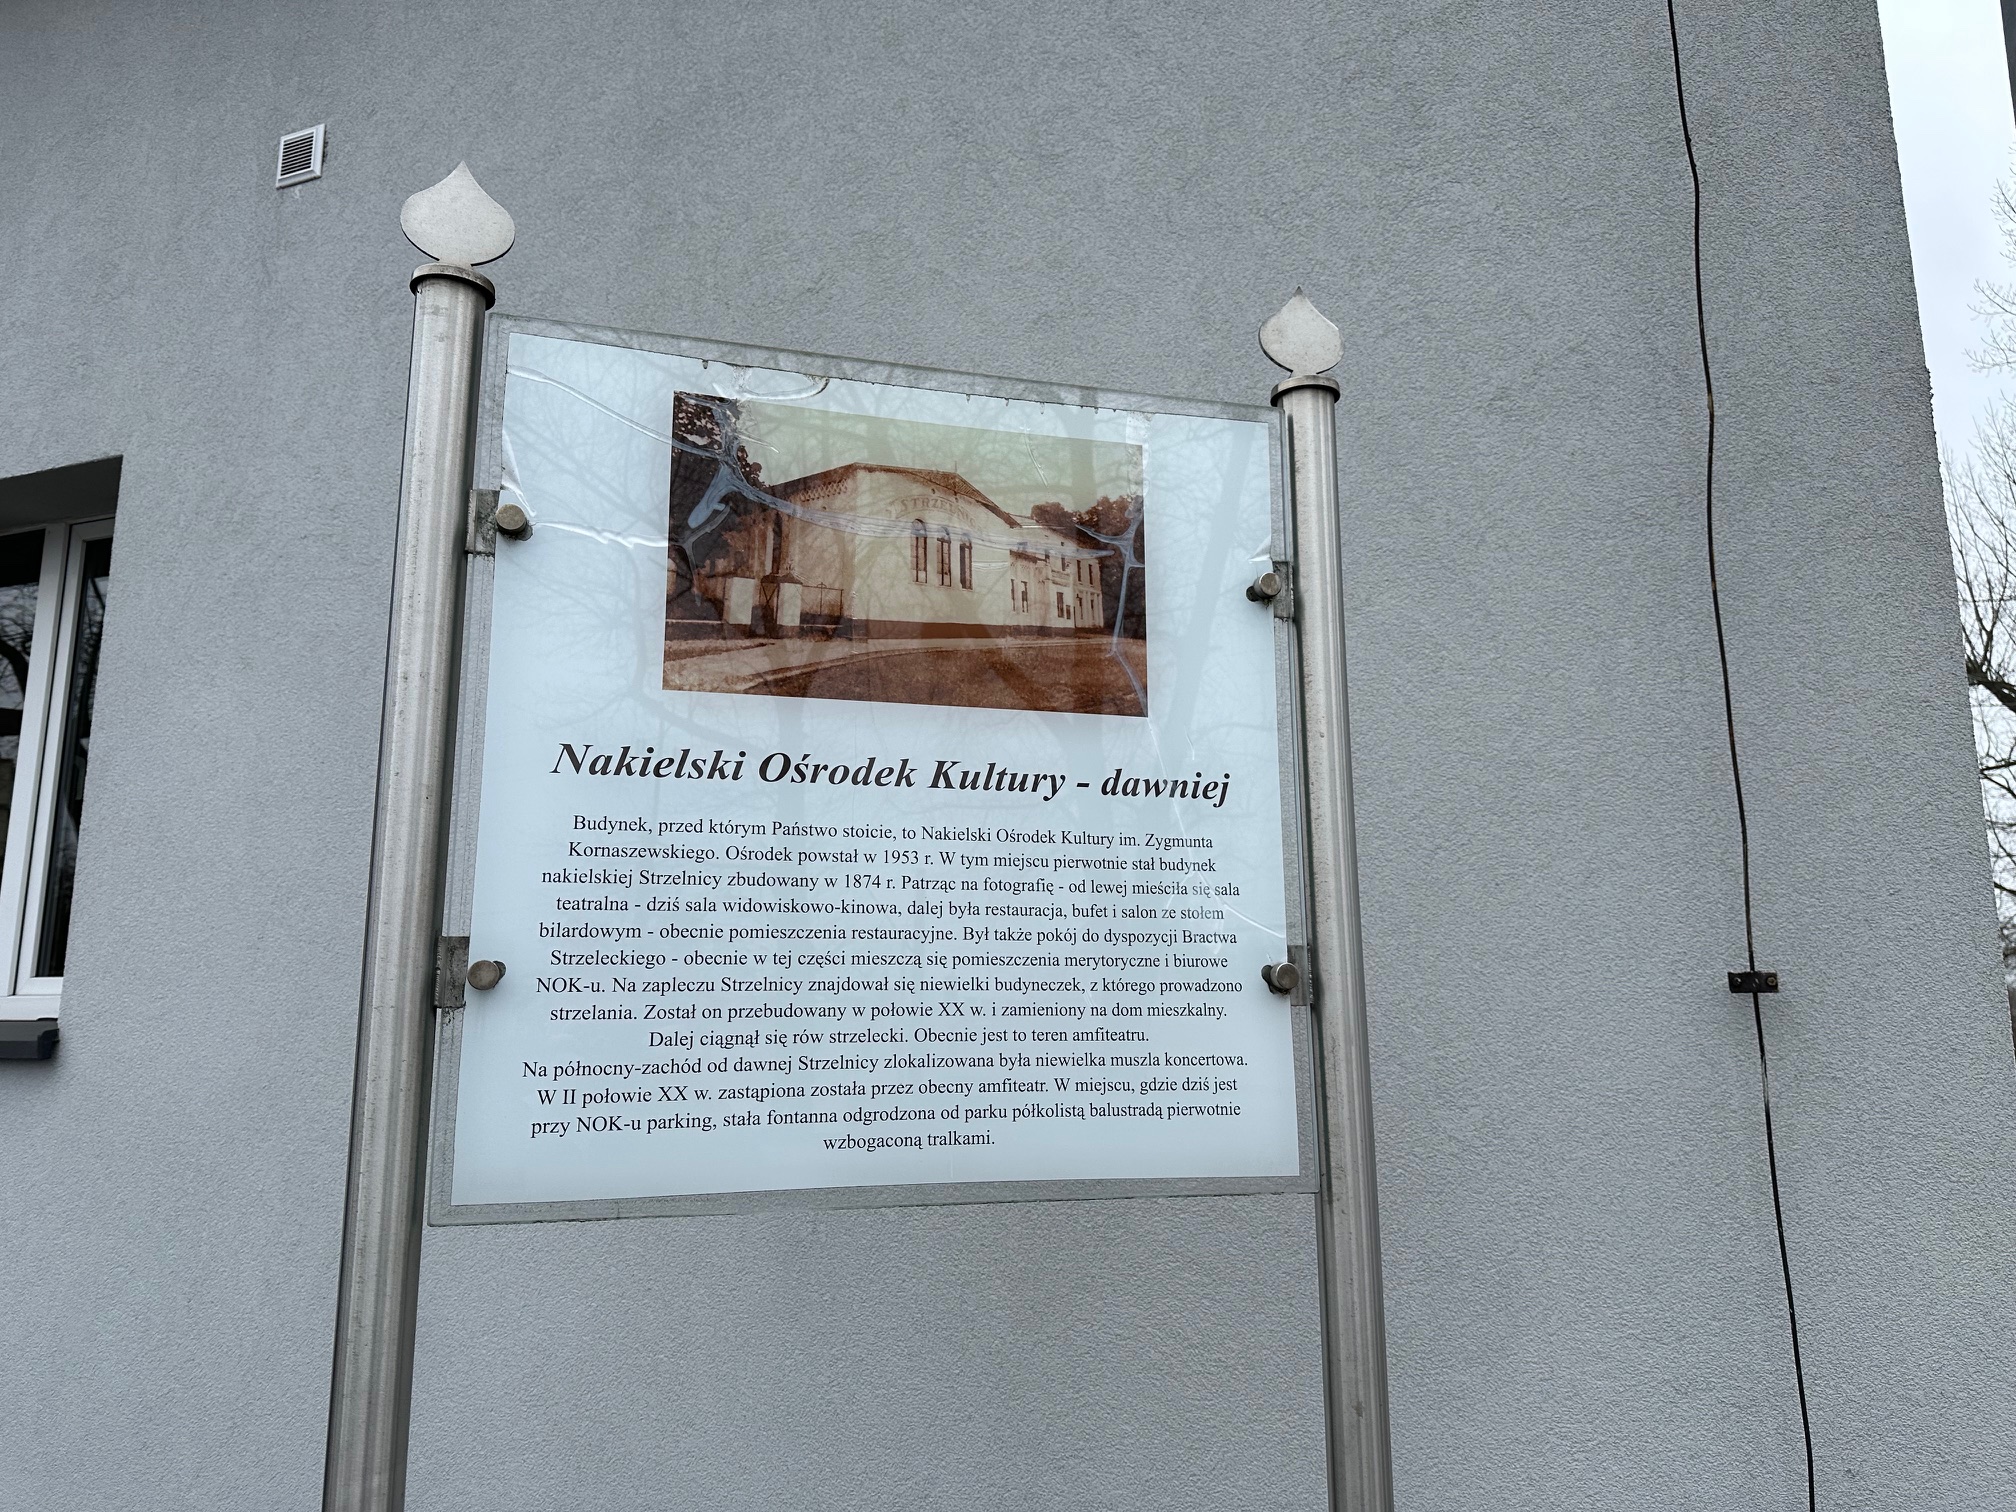 STRZELNICA
Nakielski Ośrodek Kultury - dawniej
Budynek, przed którym Państwo stoicie, to Nakielski Ośrodek Kultury im. Zygmunta
Kornaszewskiego. Ośrodek powstał w 1953 r. W tym miejscu pierwotnie stał budynek
nakielskiej Strzelnicy zbudowany w 1874 r. Patrząc na fotografię - od lewej mieściła się sala
teatralna - dziś sala widowiskowo-kinowa, dalej była restauracja, bufet i salon ze stołem
bilardowym - obecnie pomieszczenia restauracyjne. Był także pokój do dyspozycji Bractwa
Strzeleckiego - obecnie w tej części mieszczą się pomieszczenia merytoryczne i biurowe
NOK-u. Na zapleczu Strzelnicy znajdował się niewielki budyneczek, z którego prowadzono
strzelania. Został on przebudowany w połowie XX w. i zamieniony na dom mieszkalny.
Dalej ciągnął się rów strzelecki. Obecnie jest to teren amfiteatru.
Na północny-zachód od dawnej Strzelnicy zlokalizowana była niewielka muszla koncertowa.
W II połowie XX w. zastąpiona została przez obecny amfiteatr. W miejscu, gdzie dziś jest
przy NOK-u parking, stała fontanna odgrodzona od parku półkolistą balustradą pierwotnie
wzbogaconą tralkami.